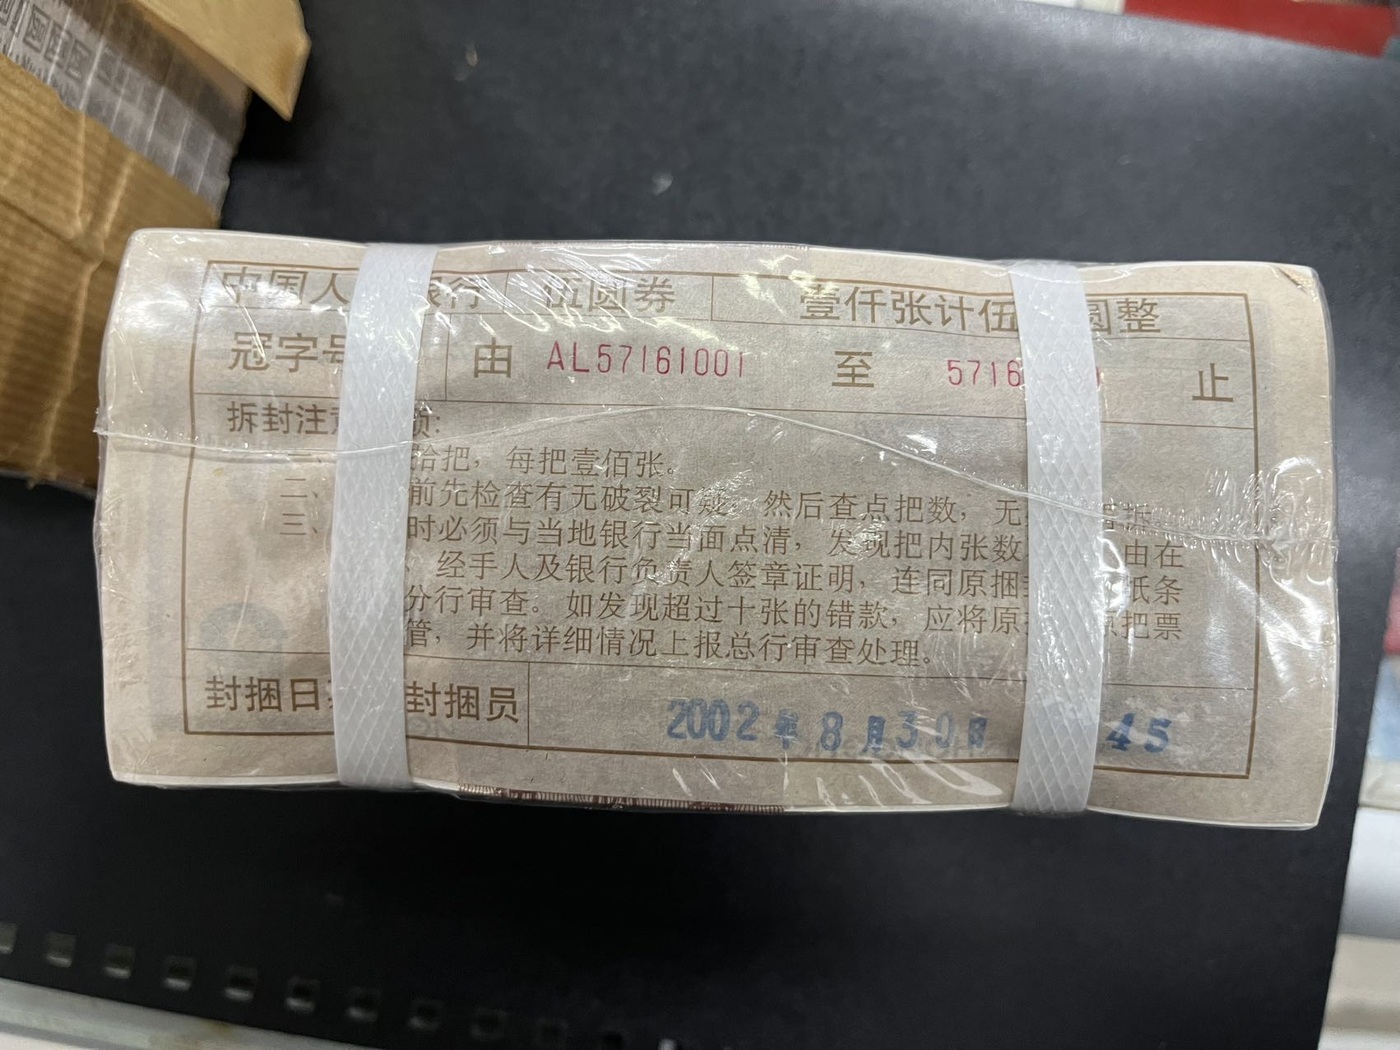 中国人 银行 伍圆券 壹仟张计伍 圆整
冠字号 由 AL57161001 至 5716 止
拆封注意 项:
拾把，每把壹佰张。
二、 前先检查有无破裂可疑，然后查点把数，无
三、 时必须与当地银行当面点清，发现把内张数 由在
、经手人及银行负责人签章证明，连同原捆 纸条
分行审查。如发现超过十张的错款，应将原 原把票
管，并将详细情况上报总行审查处理。
封捆日 封捆员 2002年8月30日 45